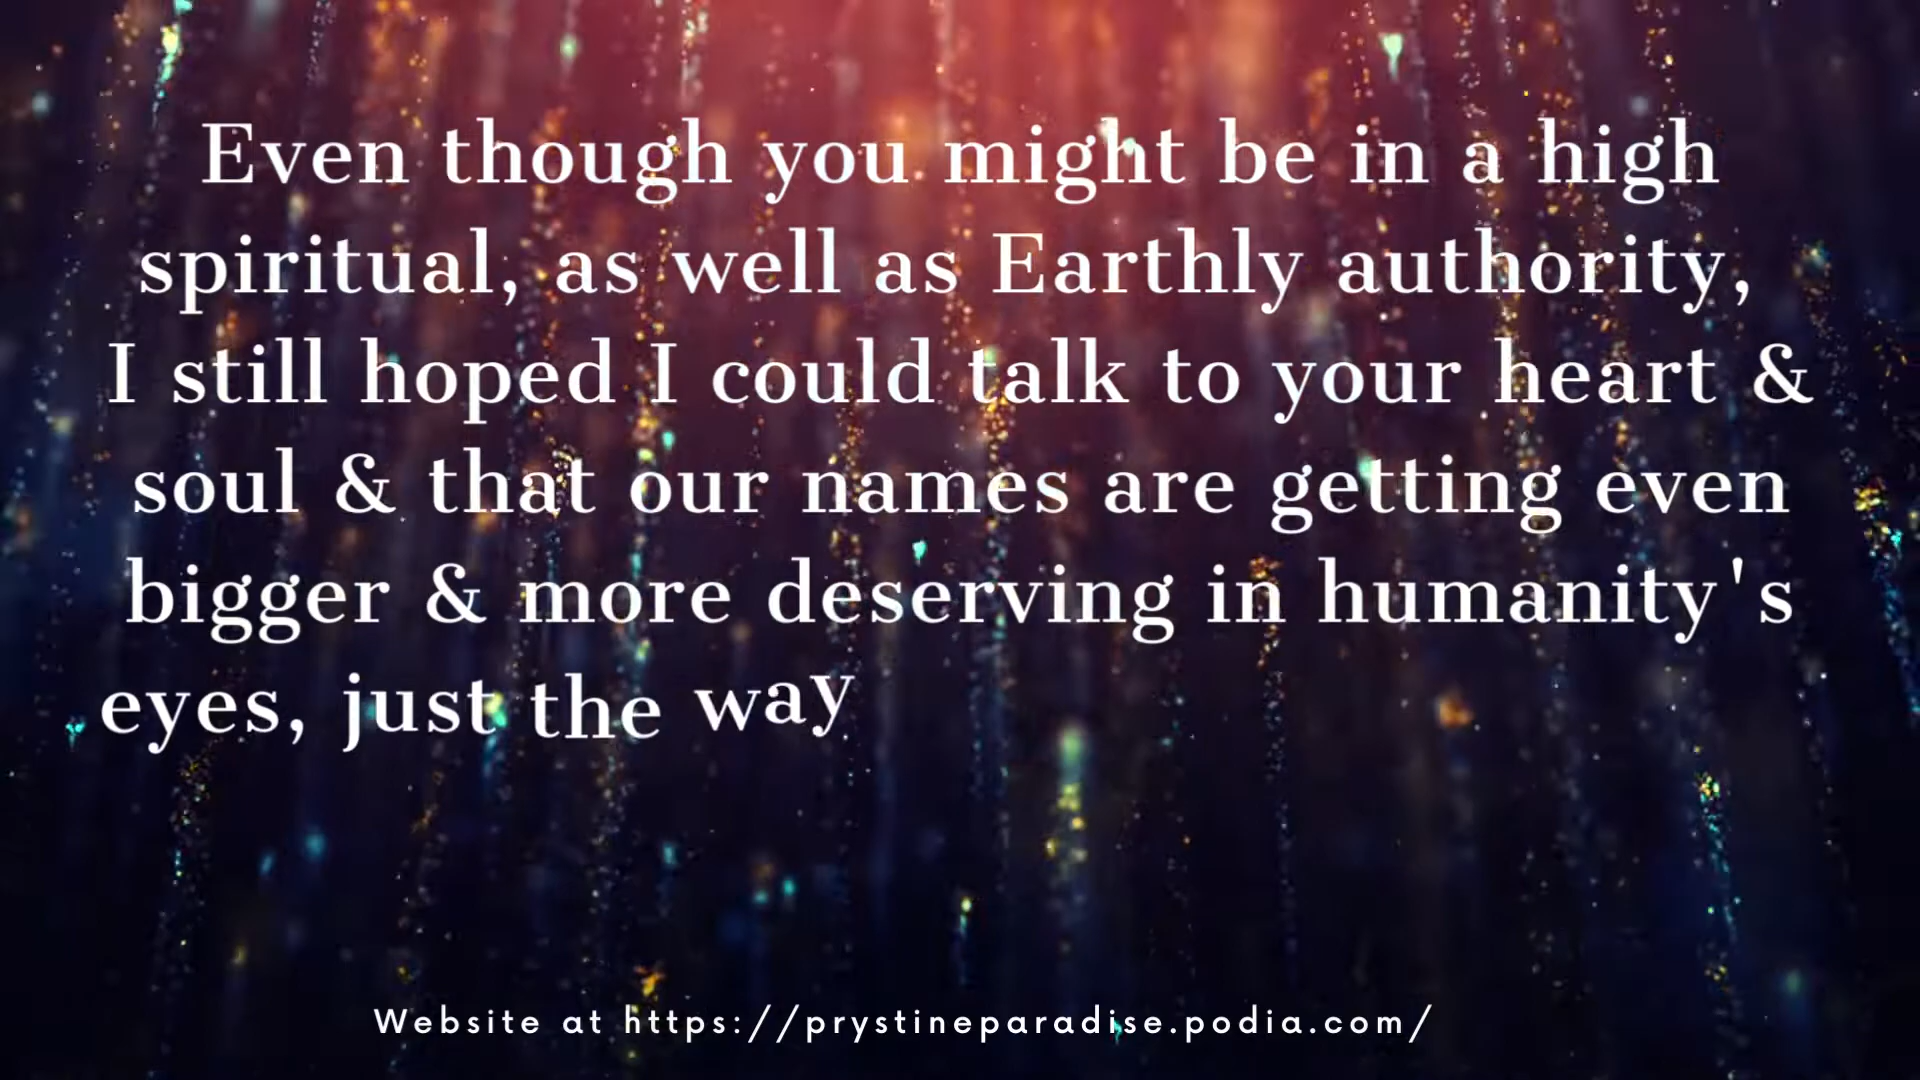 Even though you might be in a high
spiritual, as well as Earthly authority,
I still hoped I could talk to your heart &
soul & that our names are getting even
bigger & more deserving in humanity's
eyes, just the way
Website at https://prystineparadise.podia.com/